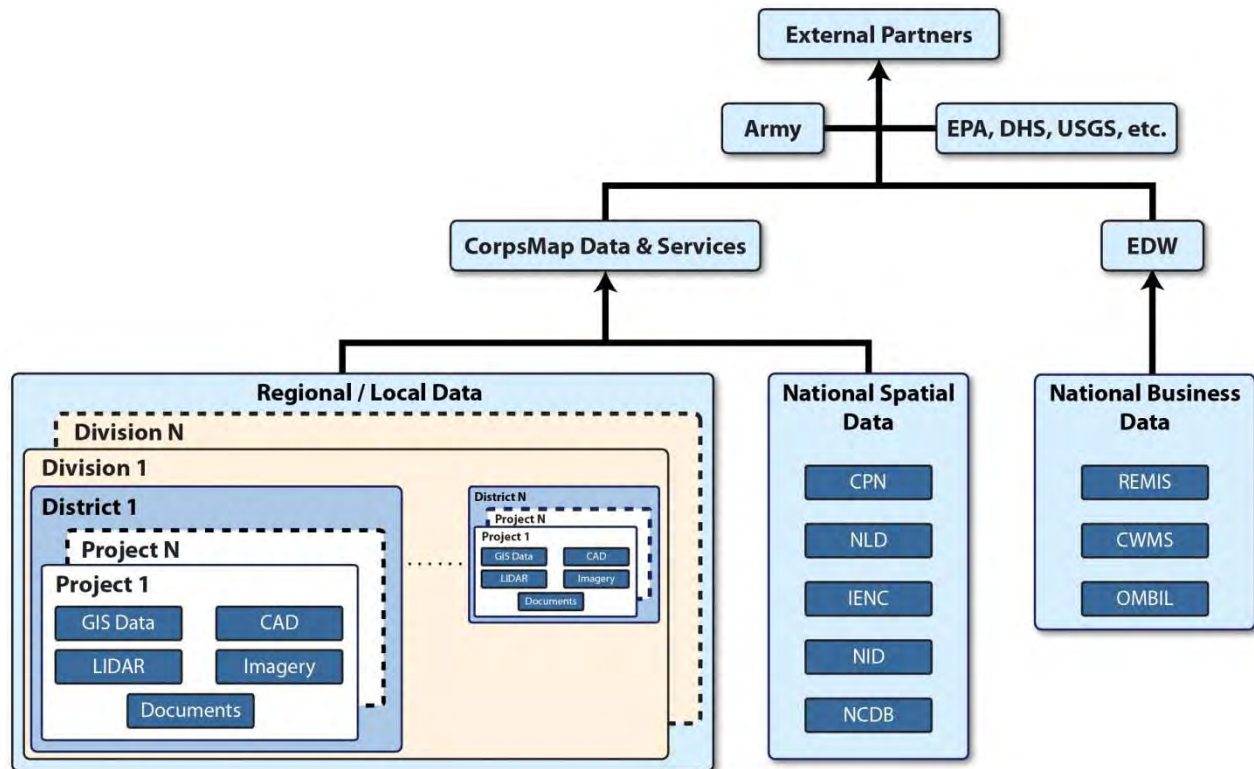 External Partners
Army
EPA, DHS, USGS, etc.
CorpsMap Data & Services
EDW
Regional / Local Data
Division N
Division 1
District 1
Project N
Project 1
GIS Data
CAD
LIDAR
Imagery
Documents
District N
Project N
Project 1
GIS Data
CAD
LIDAR
Imagery
Documents
National Spatial
Data
CPN
NLD
IENC
NID
NCDB
National Business
Data
REMIS
CWMS
OMBIL